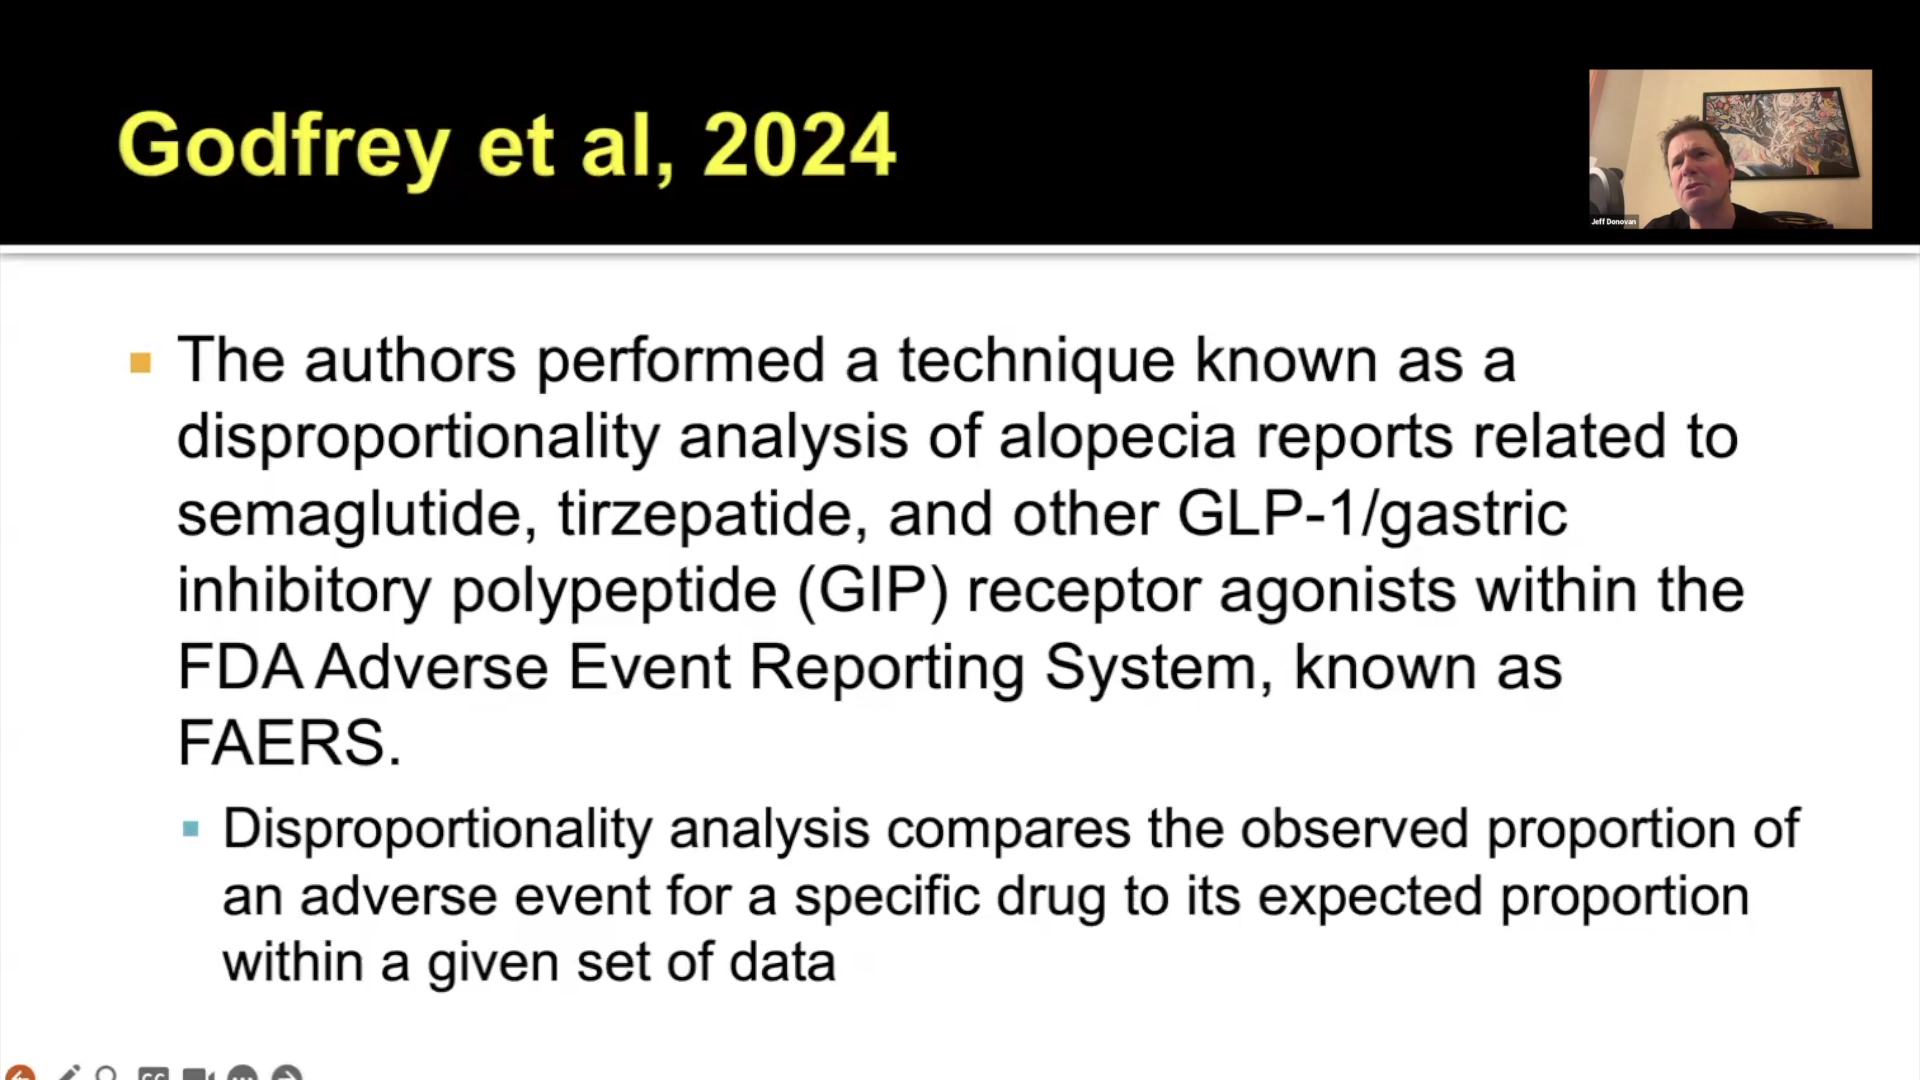 Godfrey et al, 2024
Jeff Donovan
The authors performed a technique known as a
disproportionality analysis of alopecia reports related to
semaglutide, tirzepatide, and other GLP-1/gastric
inhibitory polypeptide (GIP) receptor agonists within the
FDA Adverse Event Reporting System, known as
FAERS.
Disproportionality analysis compares the observed proportion of
an adverse event for a specific drug to its expected proportion
within a given set of data
CC